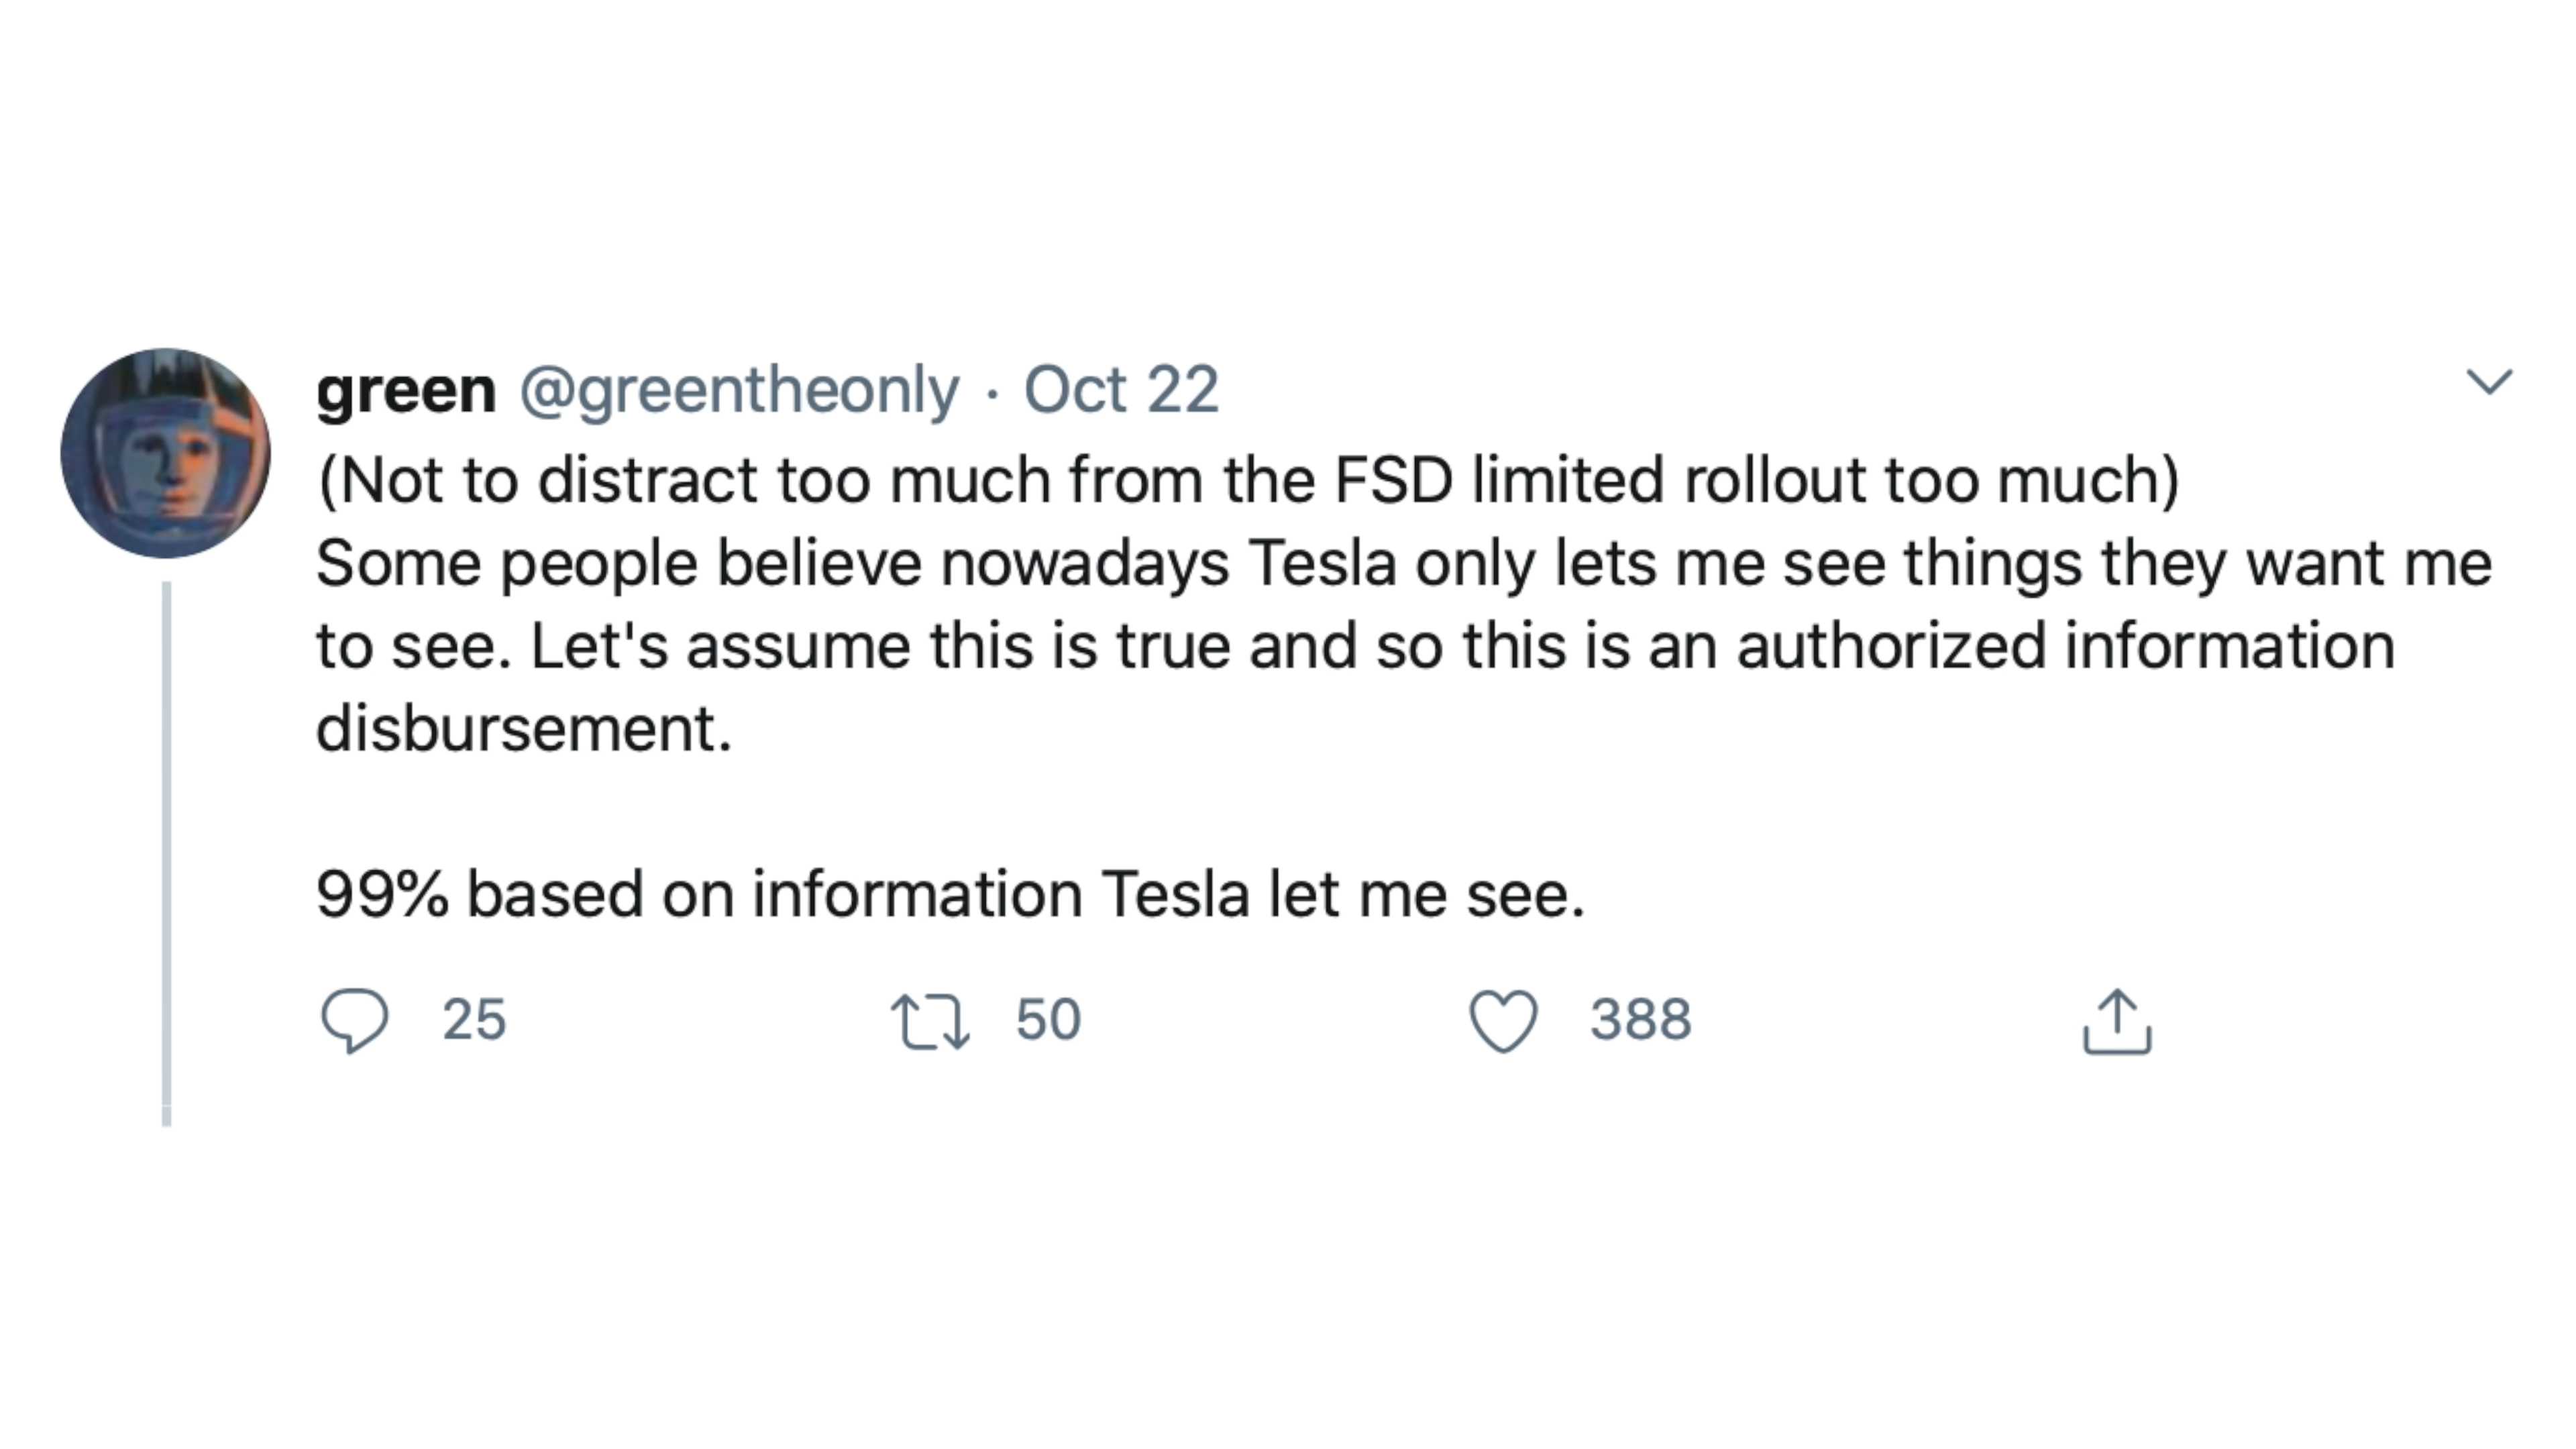 green @greentheonly · Oct 22
(Not to distract too much from the FSD limited rollout too much)
Some people believe nowadays Tesla only lets me see things they want me
to see. Let's assume this is true and so this is an authorized information
disbursement.
99% based on information Tesla let me see.
25 50 388